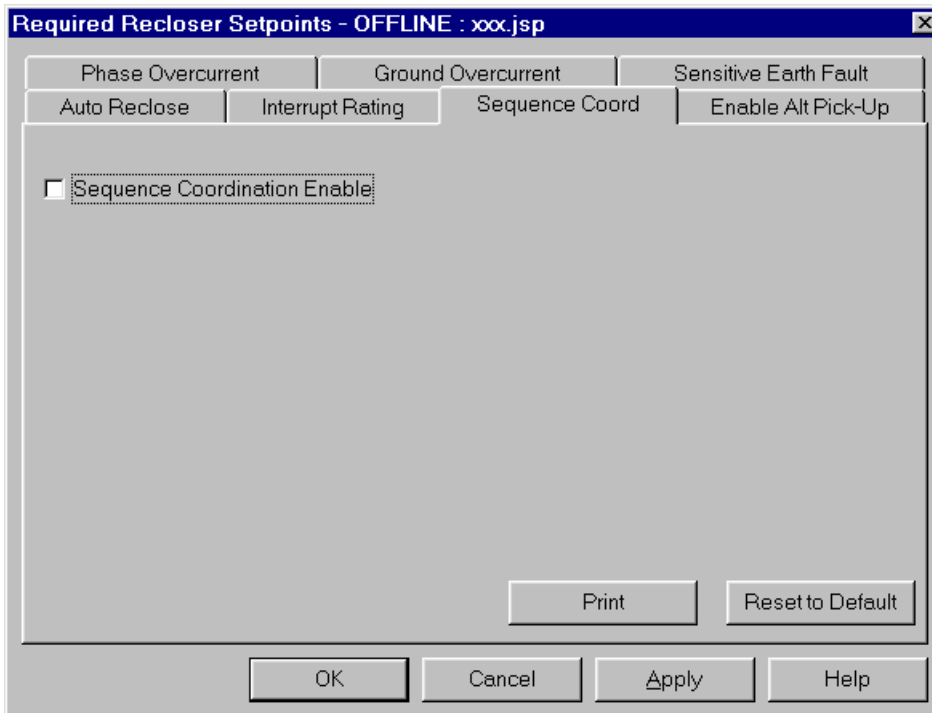 Required Recloser Setpoints - OFFLINE : xxx.jsp
Phase Overcurrent
Ground Overcurrent
Sensitive Earth Fault
Auto Reclose
Interrupt Rating
Sequence Coord
Enable Alt Pick-Up
Sequence Coordination Enable
Print
Reset to Default
OK
Cancel
Apply
Help